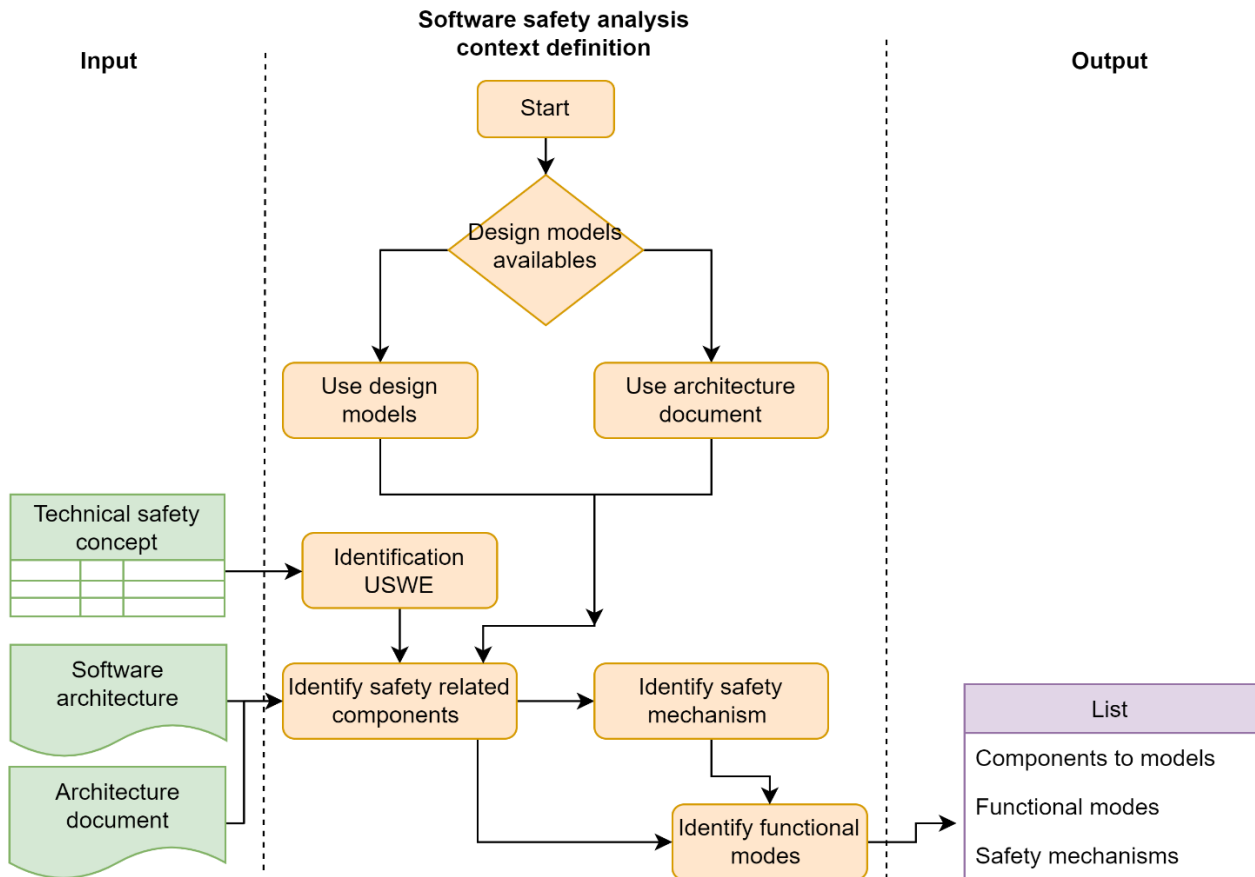 Software safety analysis
context definition
Input
Output
Start
Design models
availables
Use design
models
Use architecture
document
Technical safety
concept
Identification
USWE
Software
architecture
Identify safety related
components
Identify safety
mechanism
List
Components to models
Functional modes
Safety mechanisms
Architecture
document
Identify functional
modes